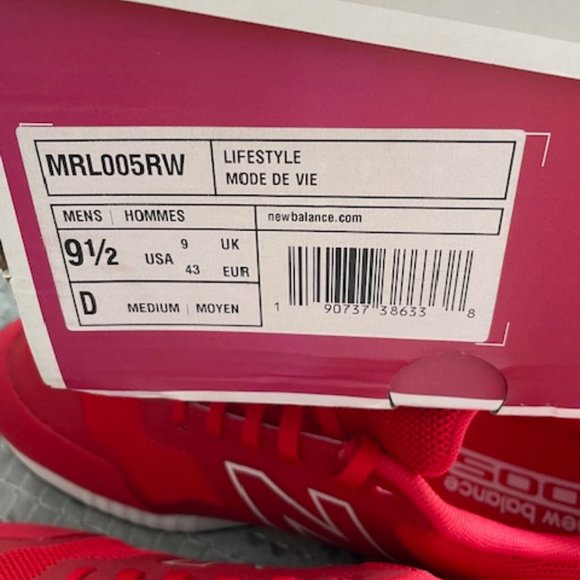 MRL005RW
LIFESTYLE
MODE DE VIE
MENS | HOMMES
newbalance.com
9½ USA 9 UK
43 EUR
D MEDIUM | MOYEN
1 90737 38633 8
N
005
new balance